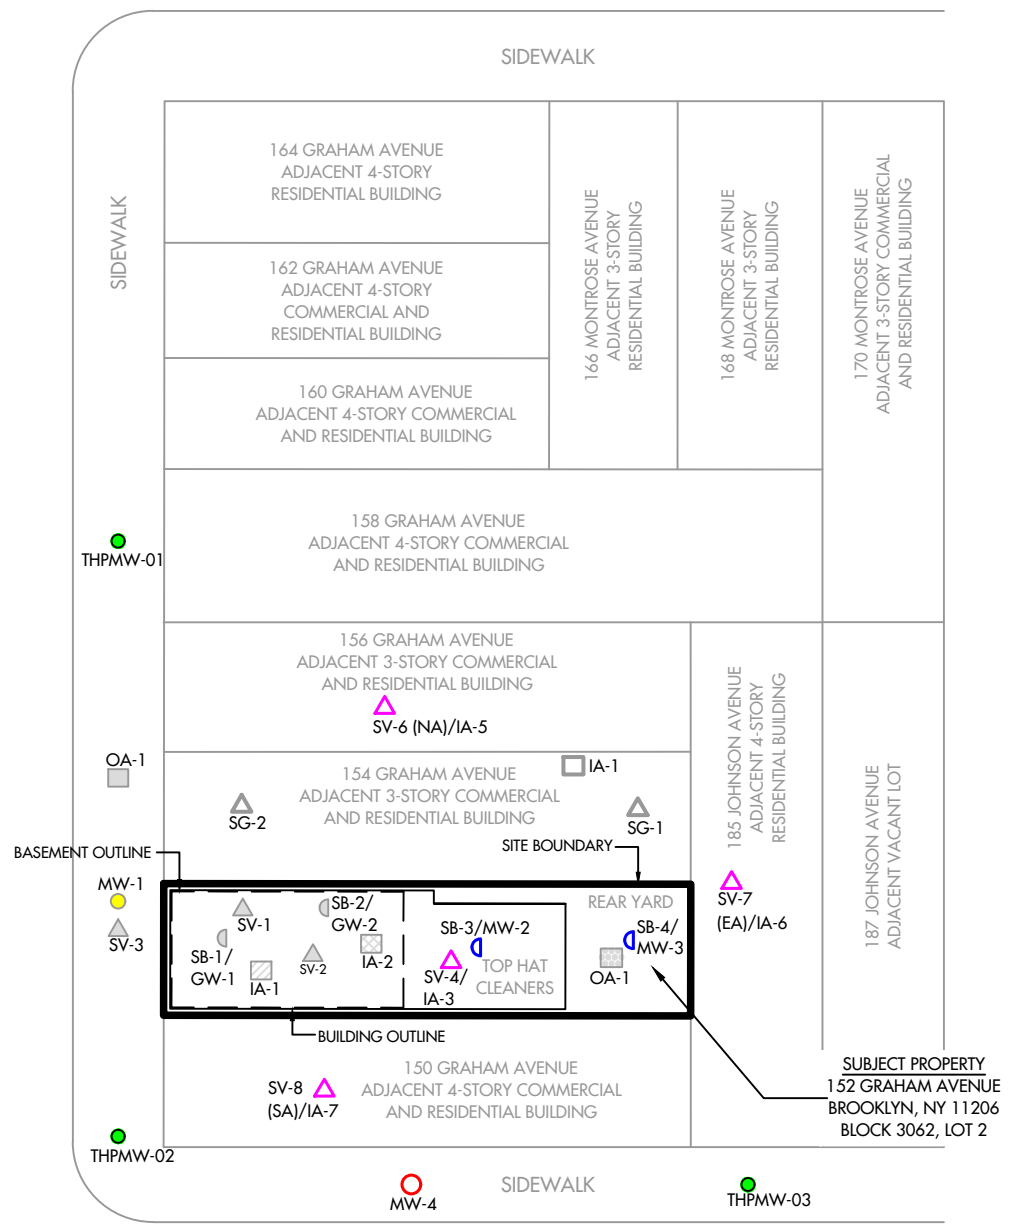 SIDEWALK
SIDEWALK
164 GRAHAM AVENUE
ADJACENT 4-STORY
RESIDENTIAL BUILDING
162 GRAHAM AVENUE
ADJACENT 4-STORY
COMMERCIAL AND
RESIDENTIAL BUILDING
160 GRAHAM AVENUE
ADJACENT 4-STORY COMMERCIAL
AND RESIDENTIAL BUILDING
166 MONTROSE AVENUE
ADJACENT 3-STORY
RESIDENTIAL BUILDING
168 MONTROSE AVENUE
ADJACENT 3-STORY
RESIDENTIAL BUILDING
170 MONTROSE AVENUE
ADJACENT 3-STORY COMMERCIAL
AND RESIDENTIAL BUILDING
158 GRAHAM AVENUE
ADJACENT 4-STORY COMMERCIAL
AND RESIDENTIAL BUILDING
THPMW-01
156 GRAHAM AVENUE
ADJACENT 3-STORY COMMERCIAL
AND RESIDENTIAL BUILDING
SV-6 (NA)/IA-5
185 JOHNSON AVENUE
ADJACENT 4-STORY
RESIDENTIAL BUILDING
187 JOHNSON AVENUE
ADJACENT VACANT LOT
OA-1
154 GRAHAM AVENUE
ADJACENT 3-STORY COMMERCIAL
AND RESIDENTIAL BUILDING
IA-1
SG-2
SG-1
SITE BOUNDARY
BASEMENT OUTLINE
MW-1
SV-3
SV-7
(EA)/IA-6
SV-1
SB-2/
GW-2
SB-1/
GW-1
SV-2
IA-2
IA-1
SB-3/MW-2
SV-4/
IA-3
TOP HAT
CLEANERS
REAR YARD
SB-4/
MW-3
OA-1
BUILDING OUTLINE
150 GRAHAM AVENUE
ADJACENT 4-STORY COMMERCIAL
AND RESIDENTIAL BUILDING
SV-8
(SA)/IA-7
SUBJECT PROPERTY
152 GRAHAM AVENUE
BROOKLYN, NY 11206
BLOCK 3062, LOT 2
THPMW-02
MW-4
SIDEWALK
THPMW-03